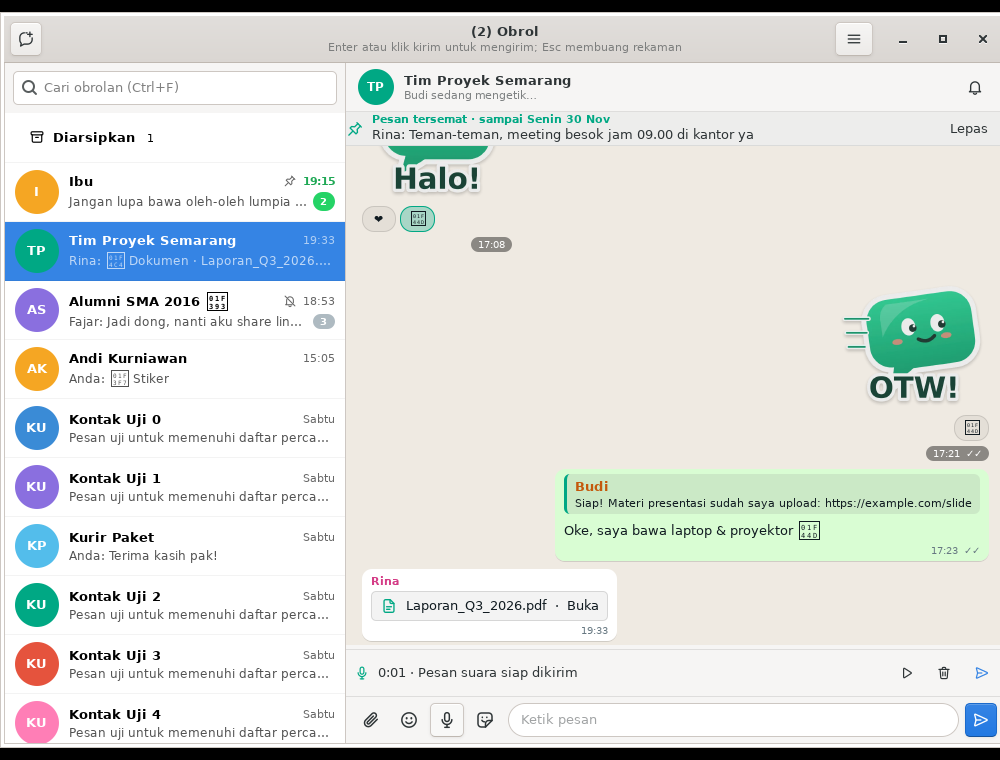 (2) Obrol
Enter atau klik kirim untuk mengirim; Esc membuang rekaman
Cari obrolan (Ctrl+F)
Diarsipkan 1
Ibu 19:15
Jangan lupa bawa oleh-oleh lumpia ... 2
TP
Tim Proyek Semarang 19:33
Rina: Dokumen · Laporan_Q3_2026....
AS
Alumni SMA 2016 18:53
Fajar: Jadi dong, nanti aku share lin... 3
AK
Andi Kurniawan 15:05
Anda: Stiker
KU
Kontak Uji 0 Sabtu
Pesan uji untuk memenuhi daftar perca...
KU
Kontak Uji 1 Sabtu
Pesan uji untuk memenuhi daftar perca...
KP
Kurir Paket Sabtu
Anda: Terima kasih pak!
KU
Kontak Uji 2 Sabtu
Pesan uji untuk memenuhi daftar perca...
KU
Kontak Uji 3 Sabtu
Pesan uji untuk memenuhi daftar perca...
KU
Kontak Uji 4 Sabtu
Pesan uji untuk memenuhi daftar perca...
I
TP
Tim Proyek Semarang
Budi sedang mengetik...
Pesan tersemat · sampai Senin 30 Nov
Rina: Teman-teman, meeting besok jam 09.00 di kantor ya
Lepas
Halo!
17:08
OTW!
17:21 ✓✓
Budi
Siap! Materi presentasi sudah saya upload: https://example.com/slide
Oke, saya bawa laptop & proyektor
17:23 ✓✓
Rina
Laporan_Q3_2026.pdf · Buka
19:33
0:01 · Pesan suara siap dikirim
Ketik pesan